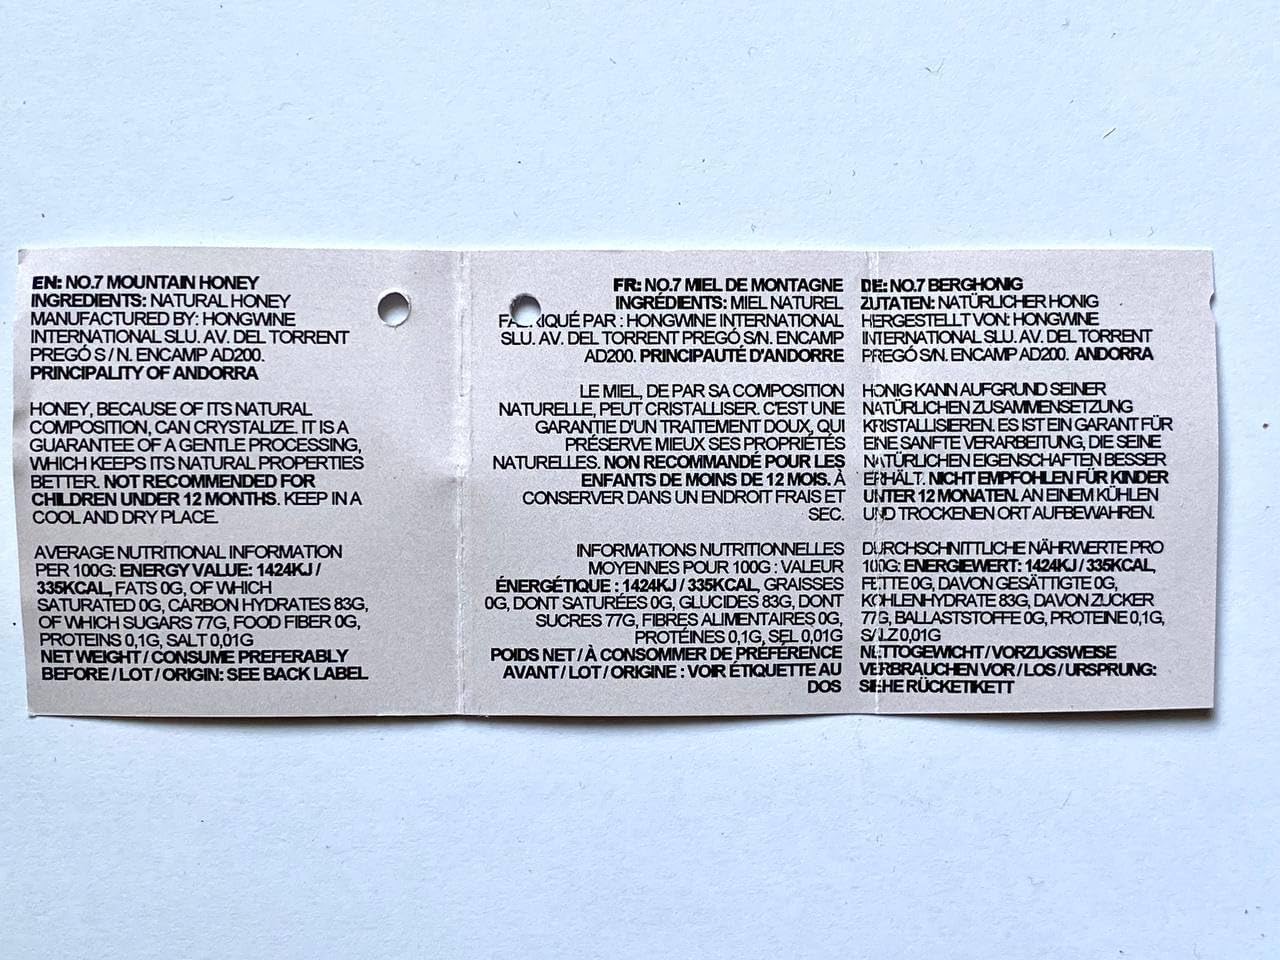 EN: NO.7 MOUNTAIN HONEY
INGREDIENTS: NATURAL HONEY
MANUFACTURED BY: HONGWINE
INTERNATIONAL SLU. AV. DEL TORRENT
PREGÓ S / N. ENCAMP AD200.
PRINCIPALITY OF ANDORRA
HONEY, BECAUSE OF ITS NATURAL
COMPOSITION, CAN CRYSTALIZE. IT IS A
GUARANTEE OF A GENTLE PROCESSING,
WHICH KEEPS ITS NATURAL PROPERTIES
BETTER. NOT RECOMMENDED FOR
CHILDREN UNDER 12 MONTHS. KEEP IN A
COOL AND DRY PLACE.
AVERAGE NUTRITIONAL INFORMATION
PER 100G: ENERGY VALUE: 1424KJ /
335KCAL, FATS 0G, OF WHICH
SATURATED 0G, CARBON HYDRATES 83G,
OF WHICH SUGARS 77G, FOOD FIBER 0G,
PROTEINS 0,1G, SALT 0,01G
NET WEIGHT / CONSUME PREFERABLY
BEFORE / LOT / ORIGIN: SEE BACK LABEL
FR: NO.7 MIEL DE MONTAGNE
INGRÉDIENTS: MIEL NATUREL
FABRIQUÉ PAR : HONGWINE INTERNATIONAL
SLU. AV. DEL TORRENT PREGÓ S/N. ENCAMP
AD200. PRINCIPAUTÉ D'ANDORRE
LE MIEL, DE PAR SA COMPOSITION
NATURELLE, PEUT CRISTALLISER. C'EST UNE
GARANTIE D'UN TRAITEMENT DOUX, QUI
PRÉSERVE MIEUX SES PROPRIÉTÉS
NATURELLES. NON RECOMMANDÉ POUR LES
ENFANTS DE MOINS DE 12 MOIS. À
CONSERVER DANS UN ENDROIT FRAIS ET
SEC.
INFORMATIONS NUTRITIONNELLES
MOYENNES POUR 100G : VALEUR
ÉNERGÉTIQUE : 1424KJ / 335KCAL, GRAISSES
0G, DONT SATURÉES 0G, GLUCIDES 83G, DONT
SUCRES 77G, FIBRES ALIMENTAIRES 0G,
PROTÉINES 0,1G, SEL 0,01G
POIDS NET / À CONSOMMER DE PRÉFÉRENCE
AVANT / LOT / ORIGINE : VOIR ÉTIQUETTE AU
DOS
DE: NO.7 BERGHONIG
ZUTATEN: NATÜRLICHER HONIG
HERGESTELLT VON: HONGWINE
INTERNATIONAL SLU. AV. DEL TORRENT
PREGÓ S/N. ENCAMP AD200. ANDORRA
HONIG KANN AUFGRUND SEINER
NATÜRLICHEN ZUSAMMENSETZUNG
KRISTALLISIEREN. ES IST EIN GARANT FÜR
EINE SANFTE VERARBEITUNG, DIE SEINE
NATÜRLICHEN EIGENSCHAFTEN BESSER
ERHÄLT. NICHT EMPFOHLEN FÜR KINDER
UNTER 12 MONATEN. AN EINEM KÜHLEN
UND TROCKENEN ORT AUFBEWAHREN.
DURCHSCHNITTLICHE NÄHRWERTE PRO
100G: ENERGIEWERT: 1424KJ / 335KCAL,
FETTE 0G, DAVON GESÄTTIGTE 0G,
KOHLENHYDRATE 83G, DAVON ZUCKER
77G, BALLASTSTOFFE 0G, PROTEINE 0,1G,
SALZ 0,01G
NETTOGEWICHT / VORZUGSWEISE
VERBRAUCHEN VOR / LOS / URSPRUNG:
SIEHE RÜCKETIKETT